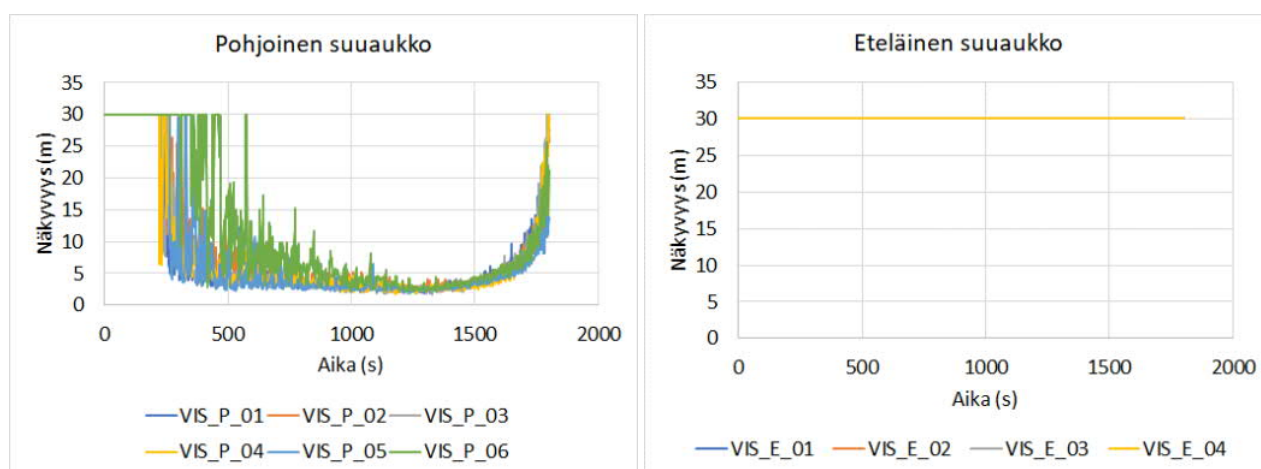 Pohjoinen suuaukko
Näkyvyys (m)
35
30
25
20
15
10
5
0
0 500 1000 1500 2000
Aika (s)
VIS_P_01 VIS_P_02 VIS_P_03
VIS_P_04 VIS_P_05 VIS_P_06
Eteläinen suuaukko
Näkyvyys (m)
35
30
25
20
15
10
5
0
0 500 1000 1500 2000
Aika (s)
VIS_E_01 VIS_E_02 VIS_E_03 VIS_E_04